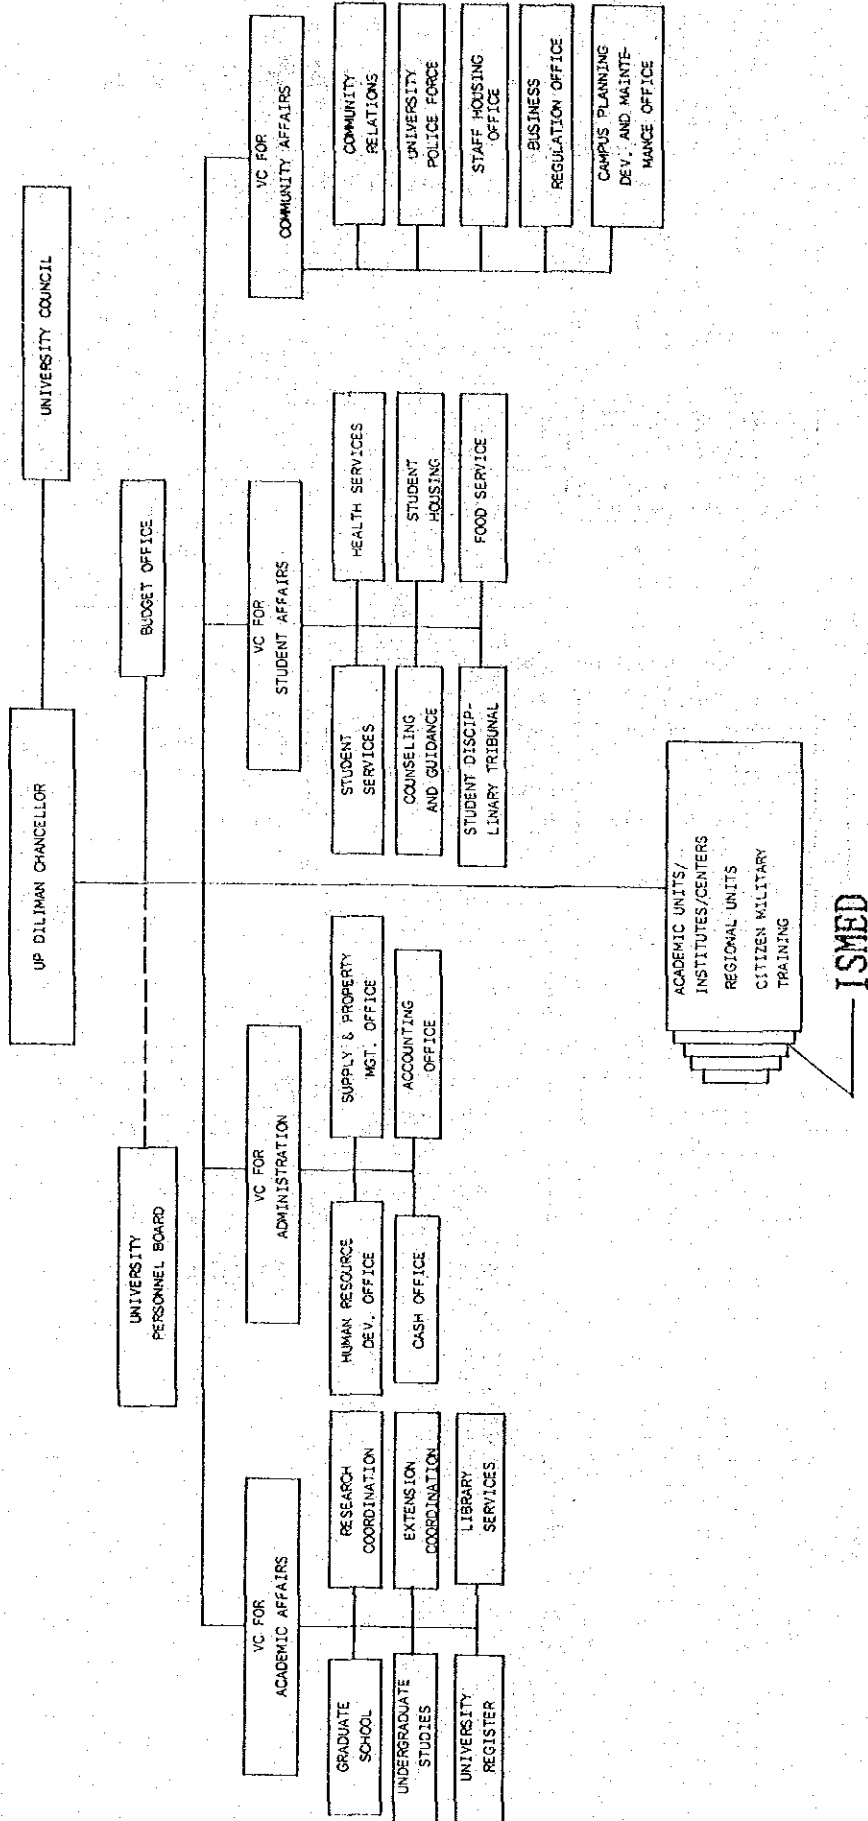 UP DILIMAN CHANCELLOR
UNIVERSITY COUNCIL
UNIVERSITY
PERSONNEL BOARD
BUDGET OFFICE
VC FOR
ACADEMIC AFFAIRS
VC FOR
ADMINISTRATION
VC FOR
STUDENT AFFAIRS
VC FOR
COMMUNITY AFFAIRS
GRADUATE
SCHOOL
RESEARCH
COORDINATION
UNDERGRADUATE
STUDIES
EXTENSION
COORDINATION
UNIVERSITY
REGISTER
LIBRARY
SERVICES
HUMAN RESOURCE
DEV. OFFICE
SUPPLY & PROPERTY
MGT. OFFICE
CASH OFFICE
ACCOUNTING
OFFICE
STUDENT
SERVICES
HEALTH SERVICES
COUNSELING
AND GUIDANCE
STUDENT
HOUSING
STUDENT DISCIP-
LINARY TRIBUNAL
FOOD SERVICE
COMMUNITY
RELATIONS
UNIVERSITY
POLICE FORCE
STAFF HOUSING
OFFICE
BUSINESS
REGULATION OFFICE
CAMPUS PLANNING
DEV. AND MAINTE-
MANCE OFFICE
ACADEMIC UNITS/
INSTITUTES/CENTERS
REGIONAL UNITS
CITIZEN MILITARY
TRAINING
ISMED